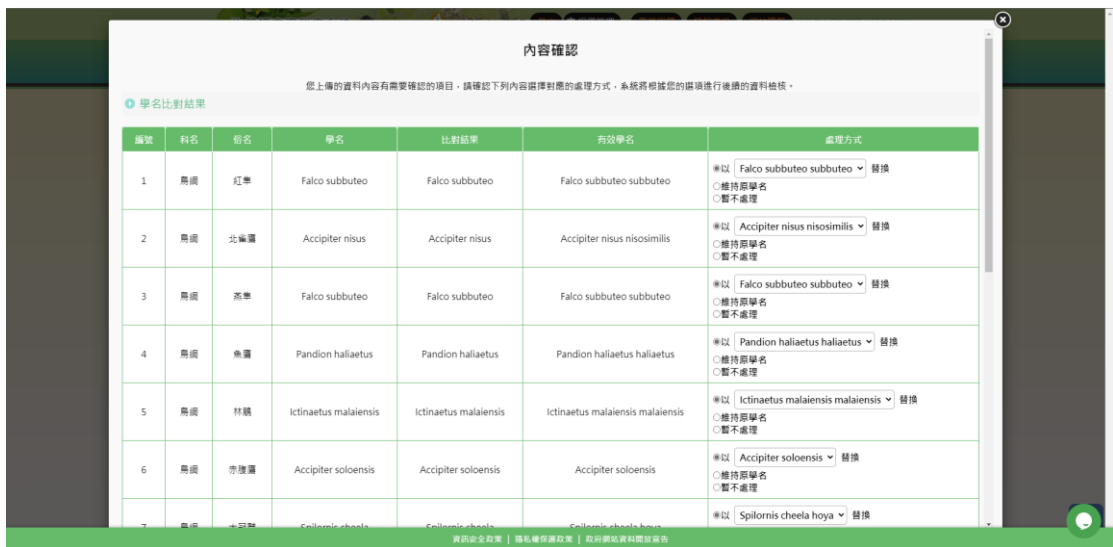 內容確認
您上傳的資料內容有需要確認的項目，請確認下列內容選擇對應的處理方式，系統將根據您的選項進行後續的資料檢核。
學名比對結果
編號 科名 俗名 學名 比對結果 有效學名 處理方式
1 鳥綱 紅隼 Falco subbuteo Falco subbuteo Falco subbuteo subbuteo
以 Falco subbuteo subbuteo 替換
維持原學名
暫不處理
2 鳥綱 北雀鷹 Accipiter nisus Accipiter nisus Accipiter nisus nisosimilis
以 Accipiter nisus nisosimilis 替換
維持原學名
暫不處理
3 鳥綱 燕隼 Falco subbuteo Falco subbuteo Falco subbuteo subbuteo
以 Falco subbuteo subbuteo 替換
維持原學名
暫不處理
4 鳥綱 魚鷹 Pandion haliaetus Pandion haliaetus Pandion haliaetus haliaetus
以 Pandion haliaetus haliaetus 替換
維持原學名
暫不處理
5 鳥綱 林鵰 Ictinaetus malaiensis Ictinaetus malaiensis Ictinaetus malaiensis malaiensis
以 Ictinaetus malaiensis malaiensis 替換
維持原學名
暫不處理
6 鳥綱 赤腹鷹 Accipiter soloensis Accipiter soloensis Accipiter soloensis
以 Accipiter soloensis 替換
維持原學名
暫不處理
7 鳥綱 大冠鷲 Spilornis cheela Spilornis cheela Spilornis cheela hoya
以 Spilornis cheela hoya 替換
資訊安全政策 | 隱私權保護政策 | 政府網站資料開放宣告